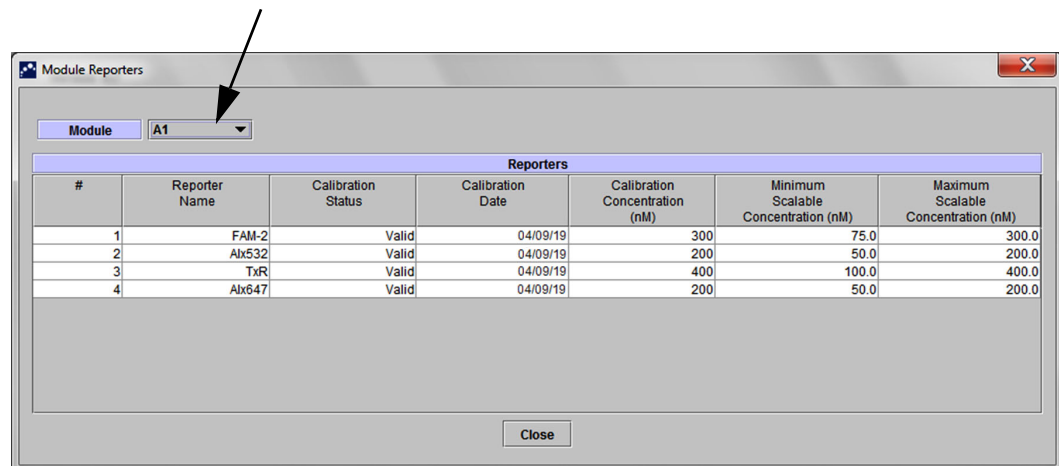 Module Reporters
Module A1
Reporters
# Reporter Name Calibration Status Calibration Date Calibration Concentration (nM) Minimum Scalable Concentration (nM) Maximum Scalable Concentration (nM)
1 FAM-2 Valid 04/09/19 300 75.0 300.0
2 Alx532 Valid 04/09/19 200 50.0 200.0
3 TxR Valid 04/09/19 400 100.0 400.0
4 Alx647 Valid 04/09/19 200 50.0 200.0
Close